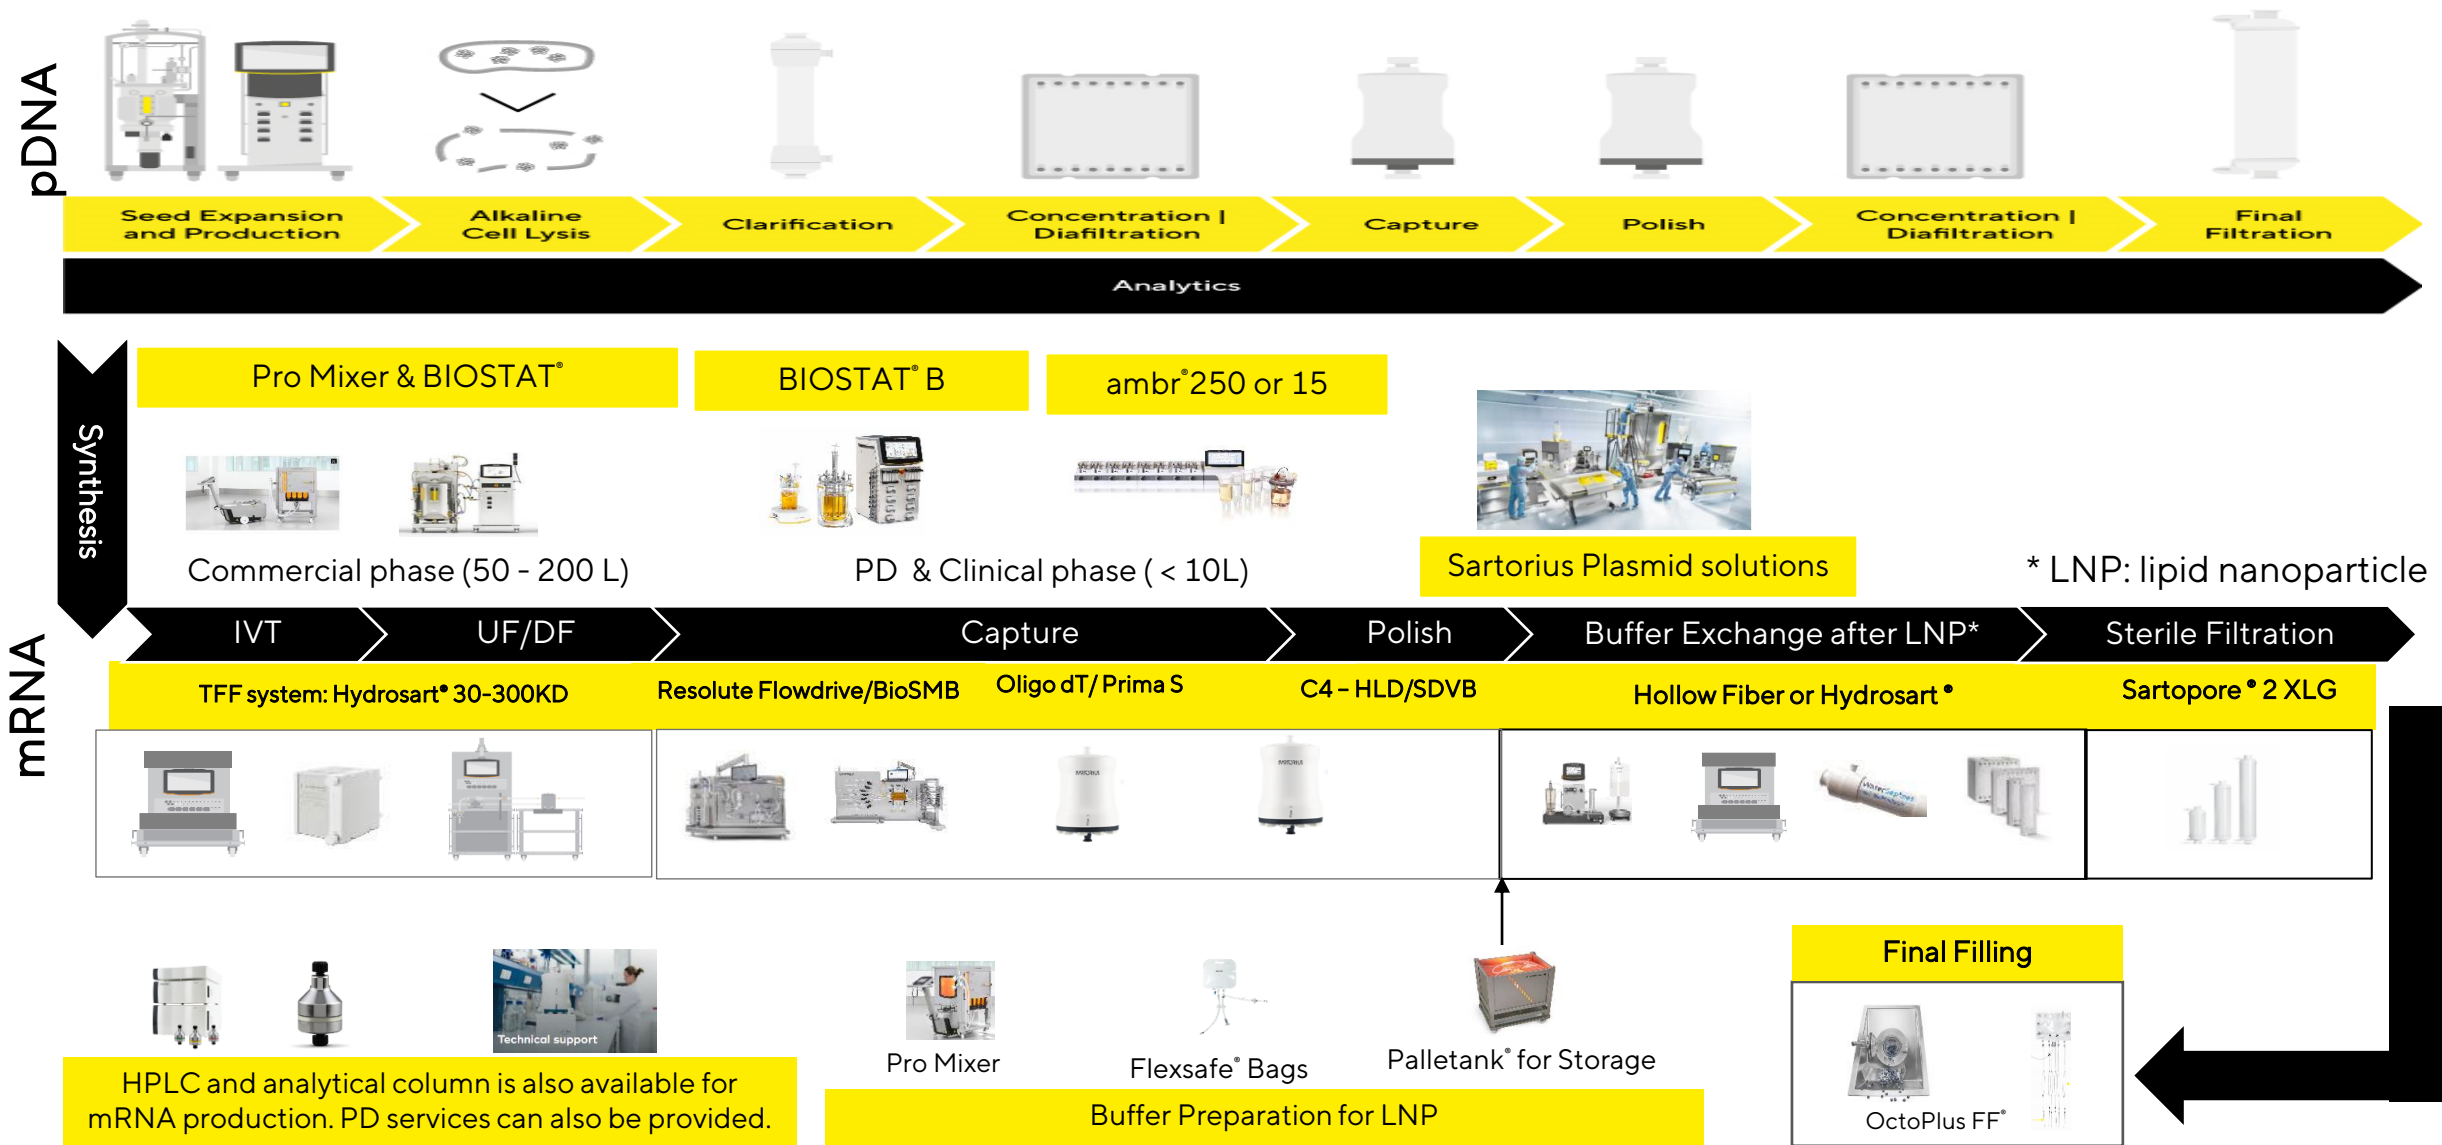 pDNA
Seed Expansion
and Production
Alkaline
Cell Lysis
Clarification
Concentration |
Diafiltration
Capture
Polish
Concentration |
Diafiltration
Final
Filtration
Analytics
Synthesis
Pro Mixer & BIOSTAT®
BIOSTAT® B
ambr®250 or 15
Commercial phase (50 - 200 L)
PD & Clinical phase ( < 10L)
Sartorius Plasmid solutions
* LNP: lipid nanoparticle
mRNA
IVT
UF/DF
Capture
Polish
Buffer Exchange after LNP*
Sterile Filtration
TFF system: Hydrosart® 30-300KD
Resolute Flowdrive/BioSMB
Oligo dT/ Prima S
C4 – HLD/SDVB
Hollow Fiber or Hydrosart ®
Sartopore ® 2 XLG
Technical support
HPLC and analytical column is also available for
mRNA production. PD services can also be provided.
Pro Mixer
Flexsafe® Bags
Palletank® for Storage
Buffer Preparation for LNP
Final Filling
OctoPlus FF®